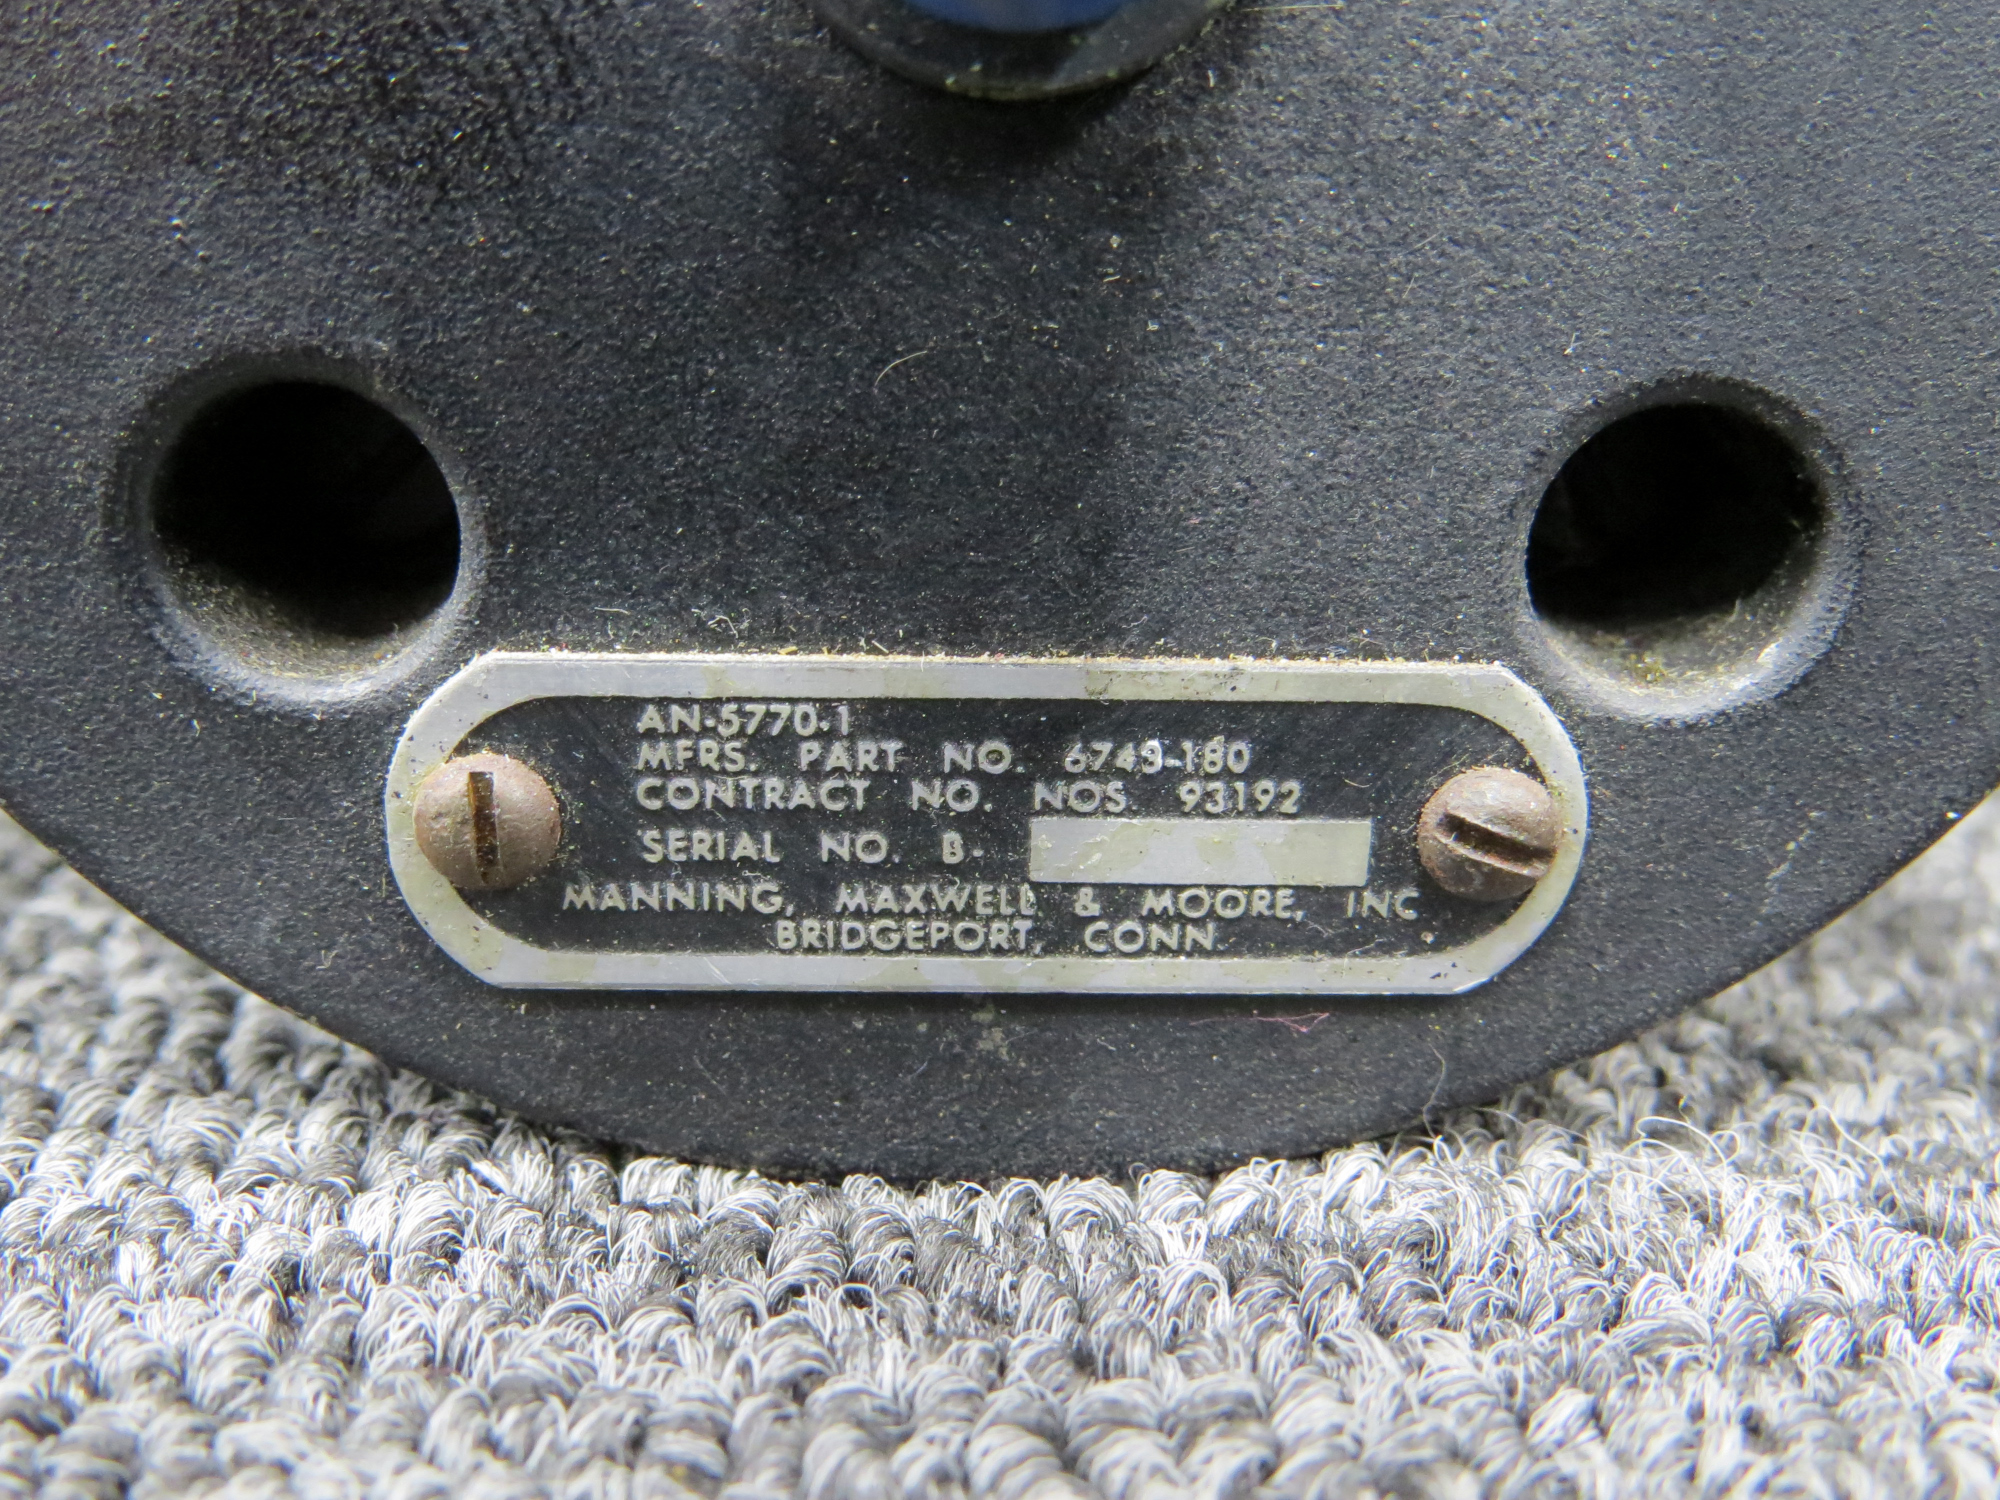 AN-5770-1
MFRS. PART NO. 6743-180
CONTRACT NO. NOS 93192
SERIAL NO. B-
MANNING, MAXWELL & MOORE, INC
BRIDGEPORT, CONN.